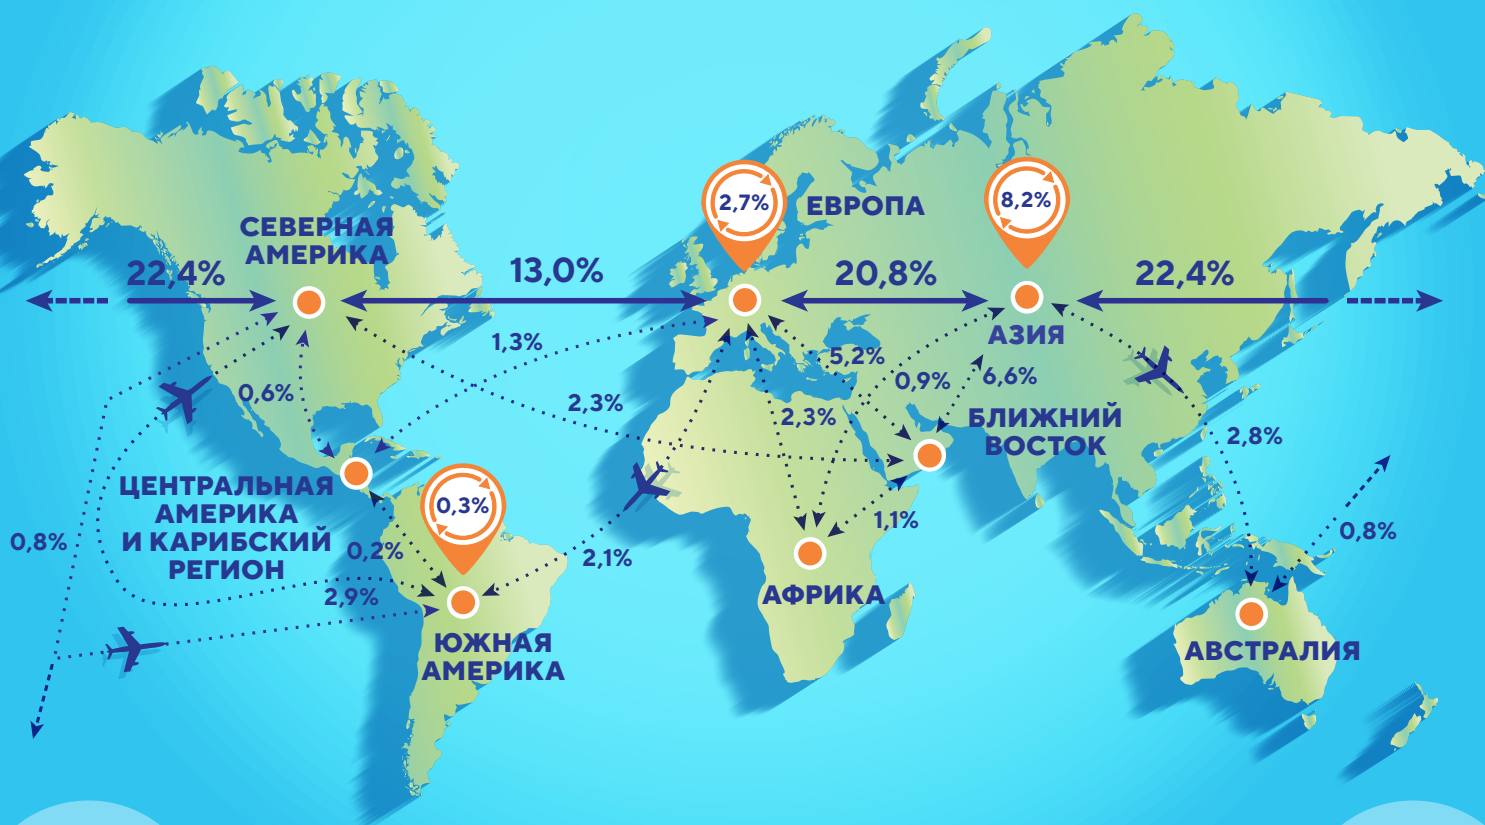 2,7%
8,2%
ЕВРОПА
СЕВЕРНАЯ
АМЕРИКА
22,4%
13,0%
20,8%
22,4%
АЗИЯ
1,3%
5,2%
0,9%
6,6%
0,6%
2,3%
2,3%
БЛИЖНИЙ
ВОСТОК
2,8%
ЦЕНТРАЛЬНАЯ
АМЕРИКА
И КАРИБСКИЙ
РЕГИОН
0,3%
0,8%
0,2%
2,1%
1,1%
0,8%
2,9%
АФРИКА
ЮЖНАЯ
АМЕРИКА
АВСТРАЛИЯ